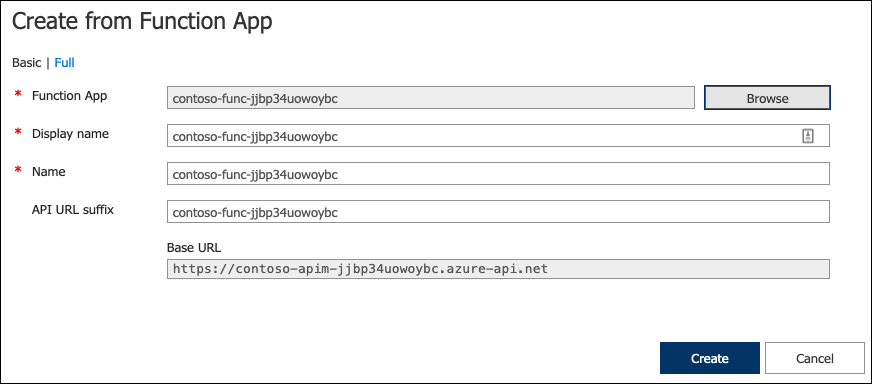 Create from Function App
Basic | Full
* Function App contoso-func-jjbp34uowoybc Browse
* Display name contoso-func-jjbp34uowoybc
* Name contoso-func-jjbp34uowoybc
API URL suffix contoso-func-jjbp34uowoybc
Base URL
https://contoso-apim-jjbp34uowoybc.azure-api.net
Create Cancel